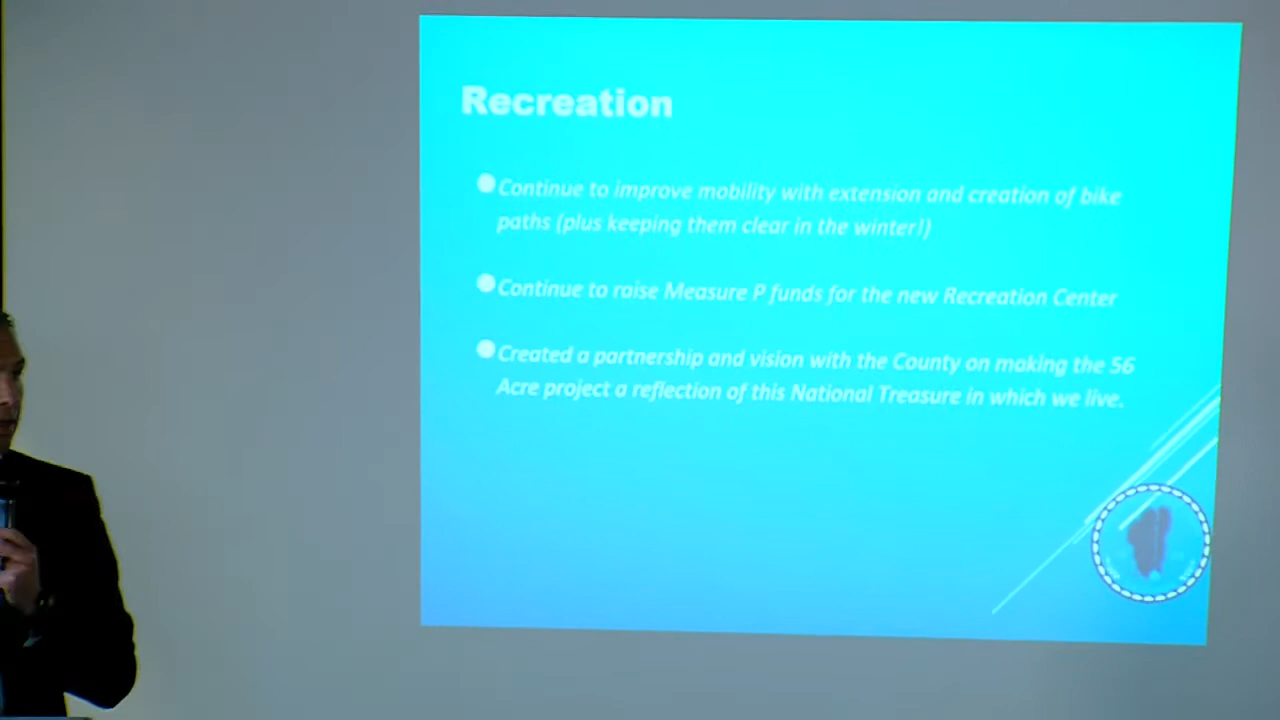 Recreation
Continue to improve mobility with extension and creation of bike
paths (plus keeping them clear in the winter!)
Continue to raise Measure P funds for the new Recreation Center
Created a partnership and vision with the County on making the 56
Acre project a reflection of this National Treasure in which we live.